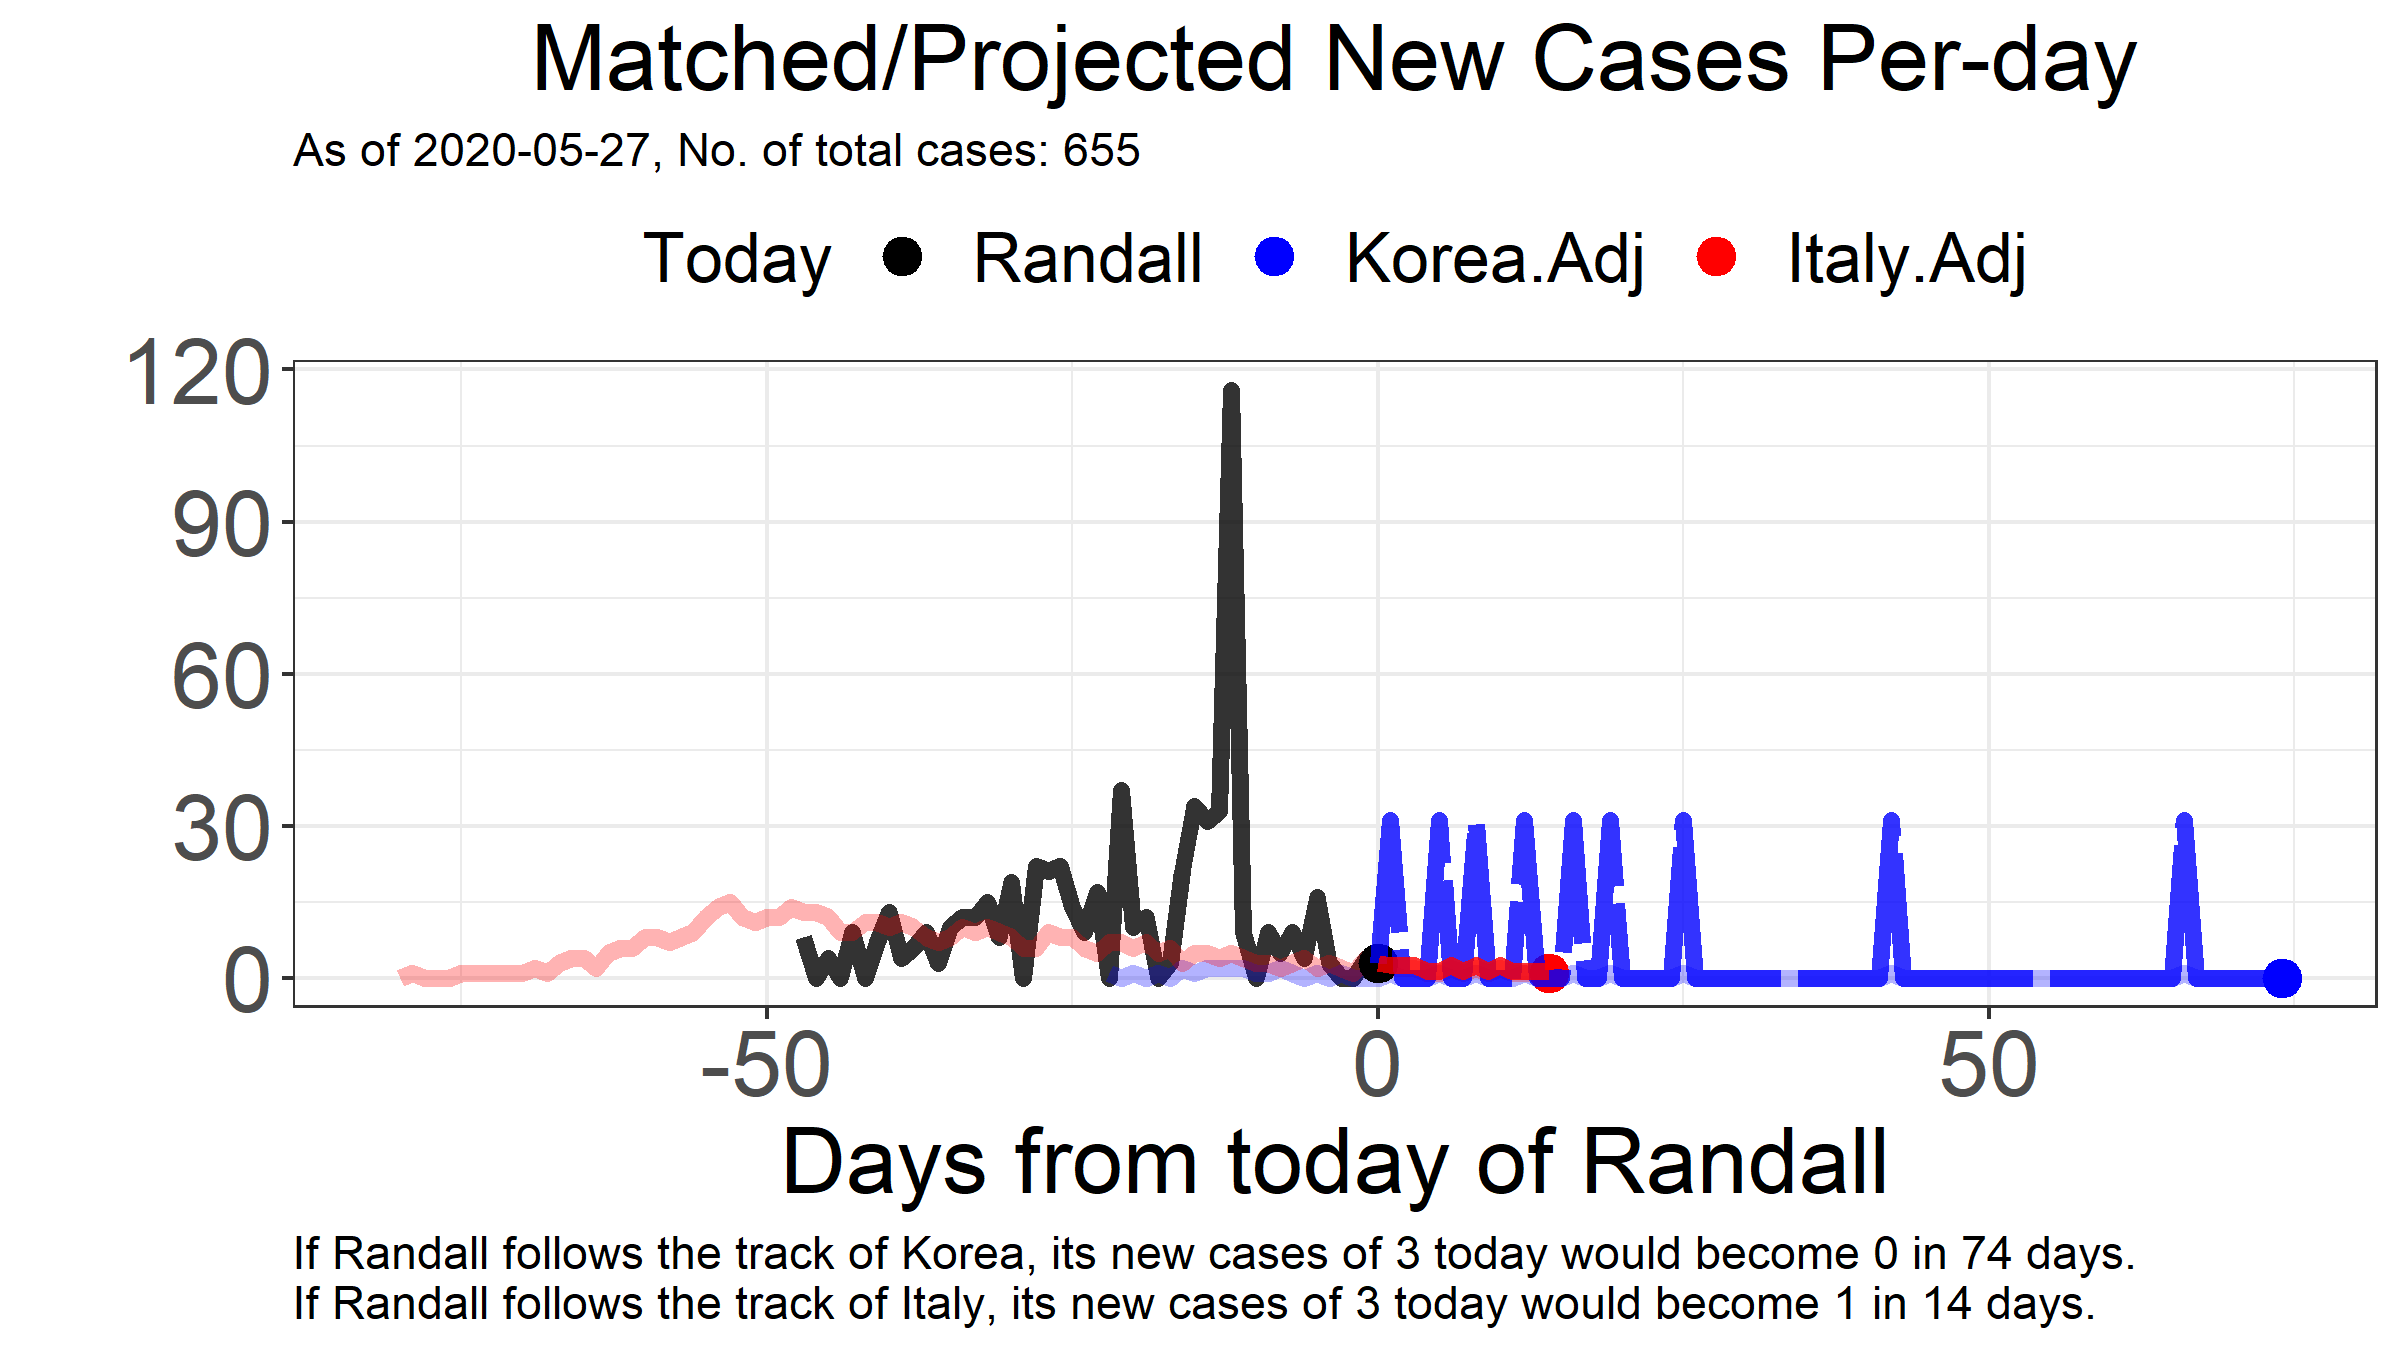 Matched/Projected New Cases Per-day
As of 2020-05-27, No. of total cases: 655
Today Randall Korea.Adj Italy.Adj
120
90
60
30
0
-50 0 50
Days from today of Randall
If Randall follows the track of Korea, its new cases of 3 today would become 0 in 74 days.
If Randall follows the track of Italy, its new cases of 3 today would become 1 in 14 days.